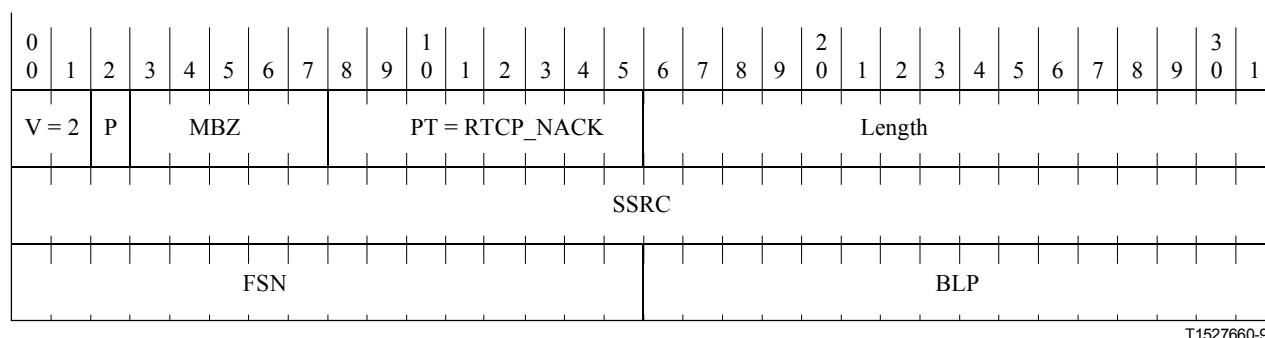 0 1 2 3
0 1 2 3 4 5 6 7 8 9 0 1 2 3 4 5 6 7 8 9 0 1 2 3 4 5 6 7 8 9 0 1
V = 2 P MBZ PT = RTCP_NACK Length
SSRC
FSN BLP
T1527660-9